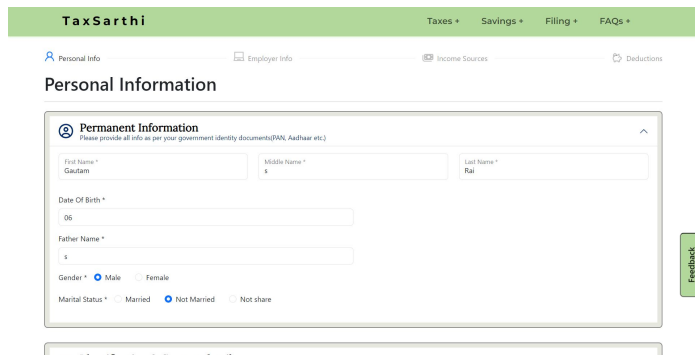 TaxSarthi
Taxes + Savings + Filing + FAQs +
Personal Info Employer Info Income Sources Deductions
Personal Information
Permanent Information
Please provide all info as per your government identity documents(PAN, Aadhaar etc.)
First Name * Middle Name * Last Name *
Gautam s Rai
Date Of Birth *
06
Father Name *
s
Gender * Male Female
Marital Status * Married Not Married Not share
Feedback